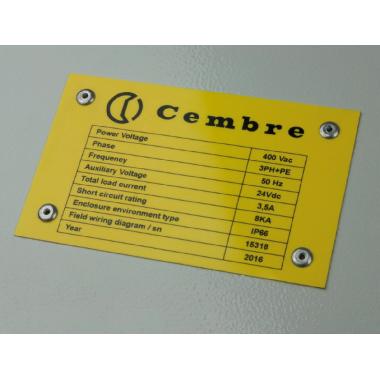 Cembre
Power Voltage 400 Vac
Phase 3PH+PE
Frequency 50 Hz
Auxiliary Voltage 24Vdc
Total load current 3,5A
Short circuit rating 8KA
Enclosure environment type IP66
Field wiring diagram / sn 15318
Year 2016